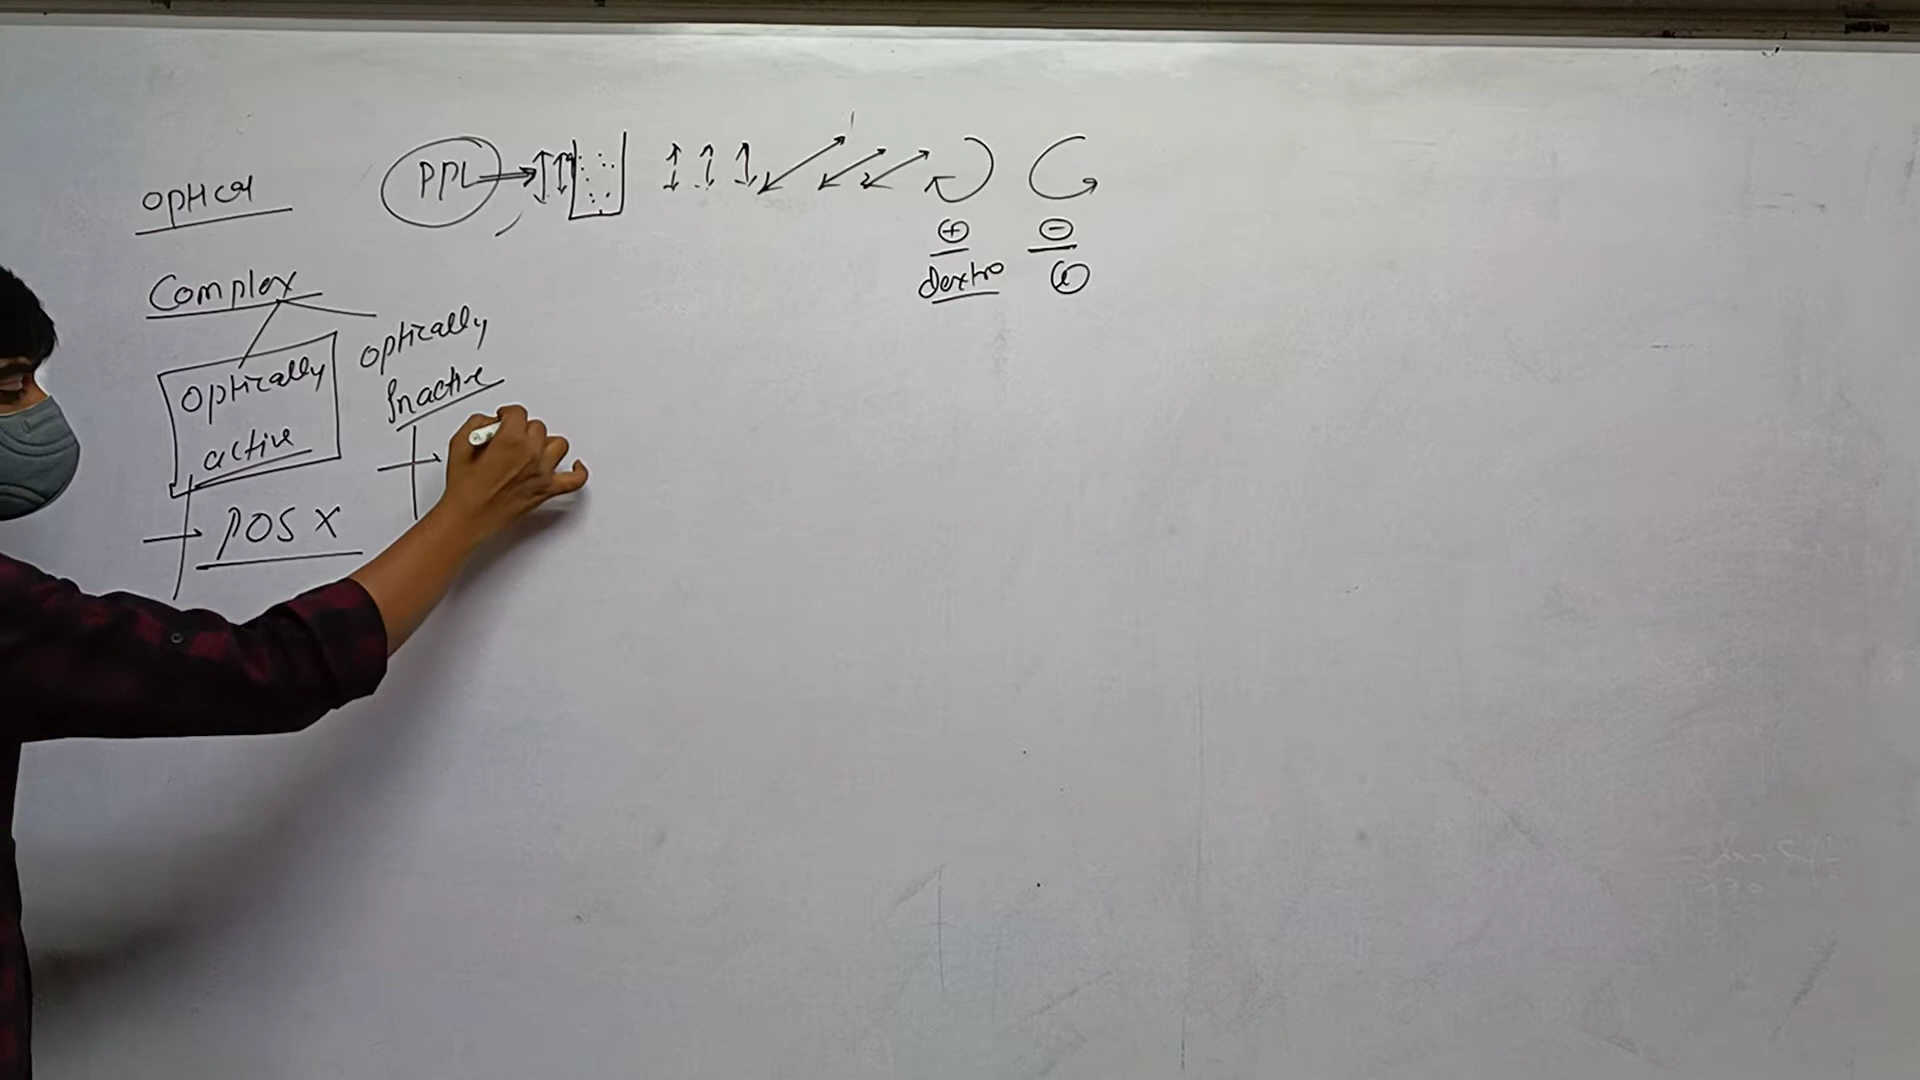 optical
PPL
+ -
dextro l
Complex
optically
active
optically
Inactive
POS X